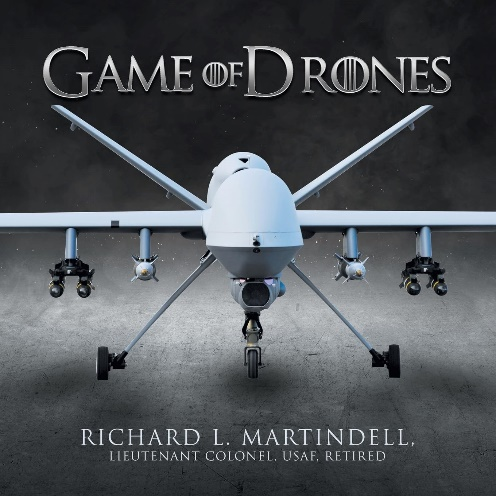 GAME OF DRONES
RICHARD L. MARTINDELL,
LIEUTENANT COLONEL, USAF, RETIRED